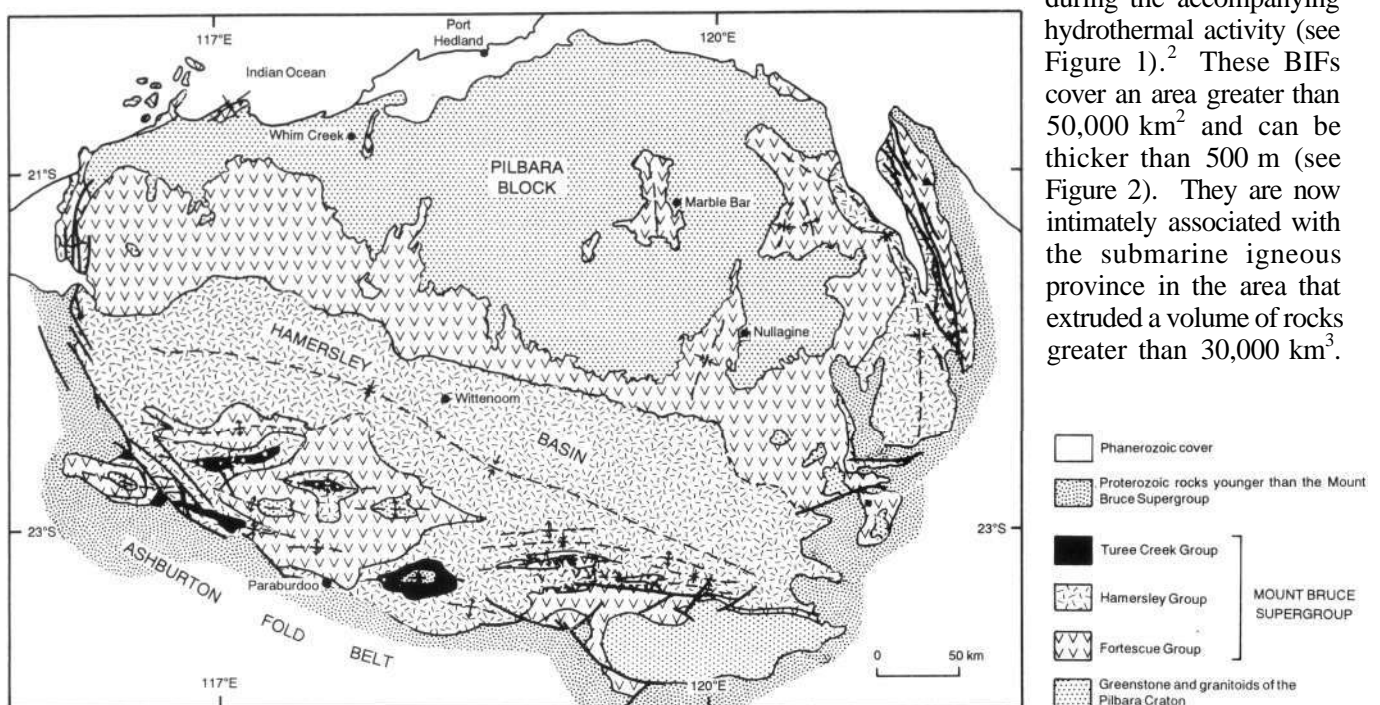 during the accompanying
hydrothermal activity (see
Figure 1).² These BIFs
cover an area greater than
50,000 km² and can be
thicker than 500 m (see
Figure 2). They are now
intimately associated with
the submarine igneous
province in the area that
extruded a volume of rocks
greater than 30,000 km³.
117°E
Port
Hedland
120°E
Indian Ocean
Whim Creek
21°S
21°S
PILBARA
BLOCK
Marble Bar
Nullagine
HAMERSLEY
Wittenoom
BASIN
23°S
23°S
ASHBURTON
FOLD
BELT
Paraburdoo
0 50 km
117°E
120°E
Phanerozoic cover
Proterozoic rocks younger than the Mount
Bruce Supergroup
Turee Creek Group
Hamersley Group
Fortescue Group
MOUNT BRUCE
SUPERGROUP
Greenstone and granitoids of the
Pilbara Craton